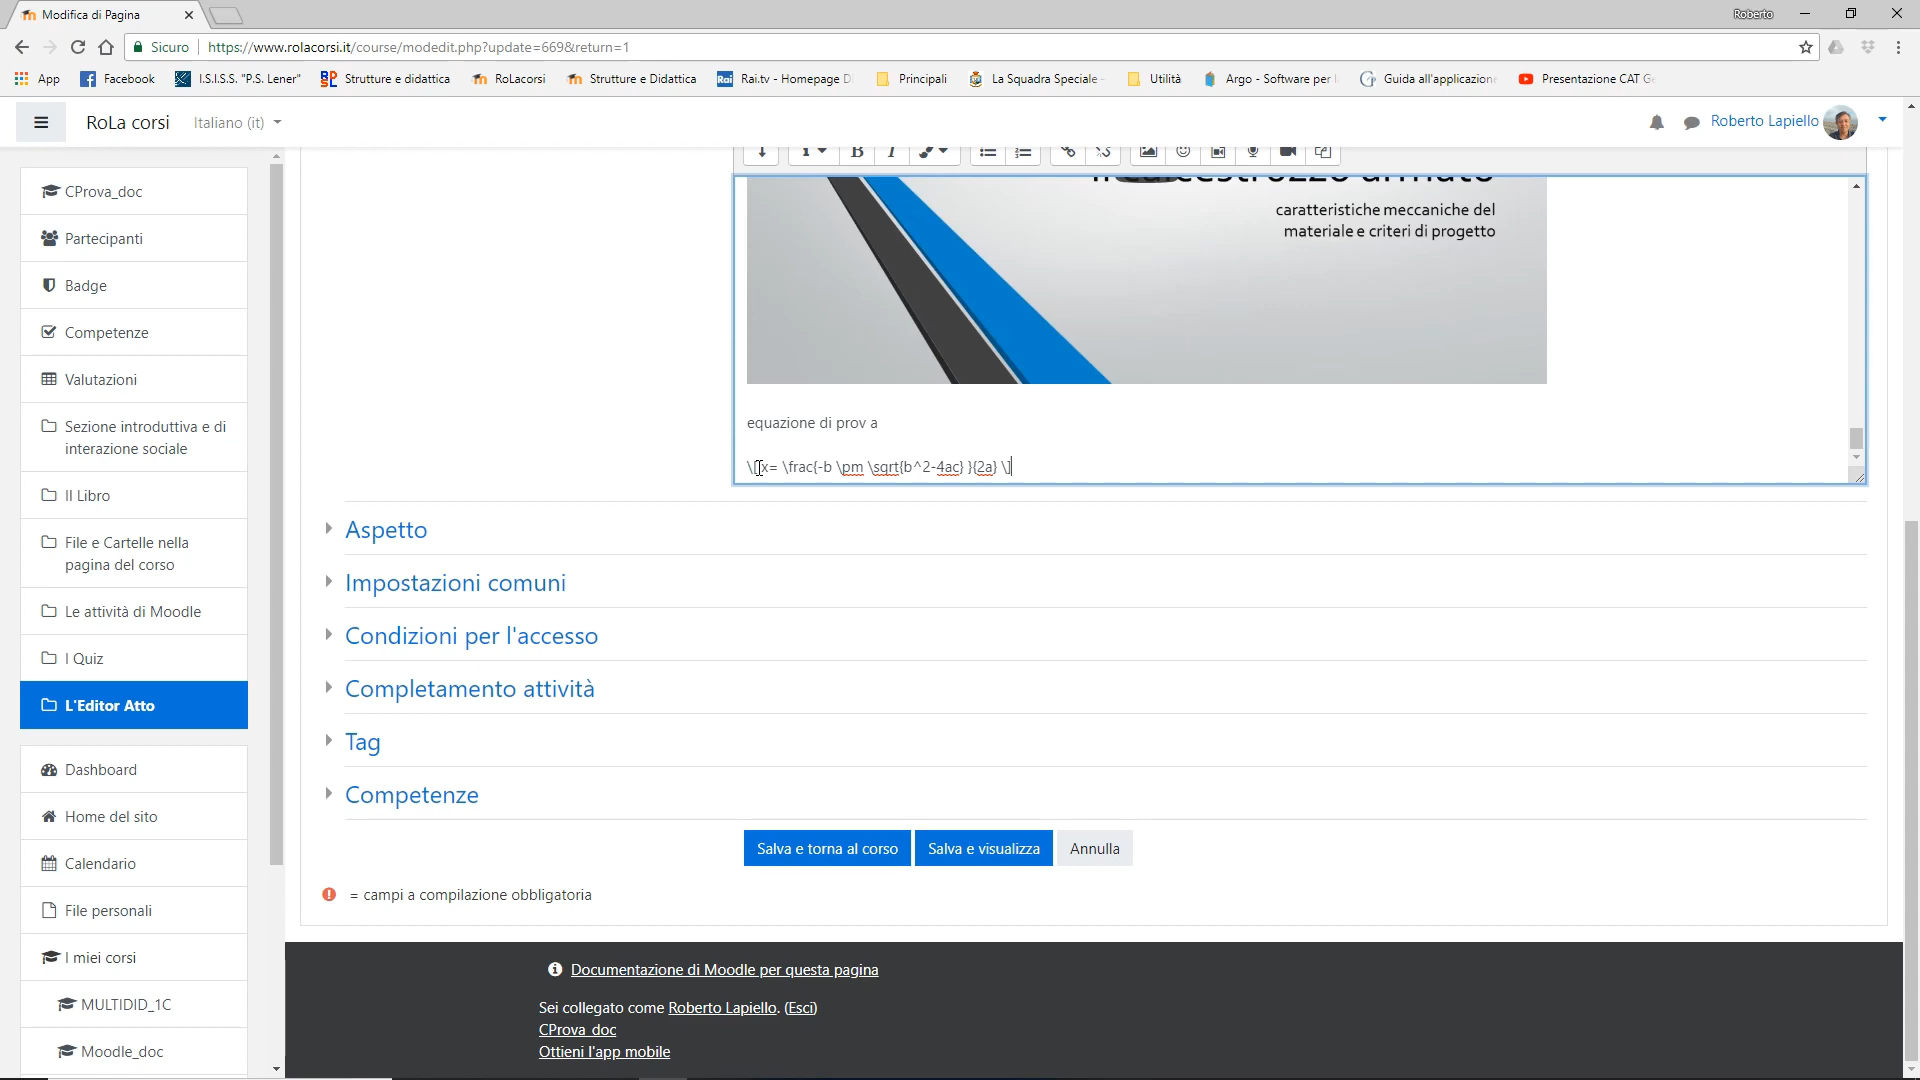 Modifica di Pagina
Roberto
Sicuro
https://www.rolacorsi.it/course/modedit.php?update=669&return=1
App
Facebook
I.S.I.S.S. "P.S. Lener"
Strutture e didattica
RoLacorsi
Strutture e Didattica
Rai.tv - Homepage D
Principali
La Squadra Speciale
Utilità
Argo - Software per
Guida all'applicazion
Presentazione CAT G
RoLa corsi
Italiano (it)
Roberto Lapiello
CProva_doc
Partecipanti
Badge
Competenze
Valutazioni
Sezione introduttiva e di
interazione sociale
Il Libro
File e Cartelle nella
pagina del corso
Le attività di Moodle
I Quiz
L'Editor Atto
Dashboard
Home del sito
Calendario
File personali
I miei corsi
MULTIDID_1C
Moodle_doc
B I
caratteristiche meccaniche del
materiale e criteri di progetto
equazione di prov a
\[ x= \frac{-b \pm \sqrt{b^2-4ac} }{2a} \]
Aspetto
Impostazioni comuni
Condizioni per l'accesso
Completamento attività
Tag
Competenze
Salva e torna al corso
Salva e visualizza
Annulla
= campi a compilazione obbligatoria
Documentazione di Moodle per questa pagina
Sei collegato come Roberto Lapiello. (Esci)
CProva_doc
Ottieni l'app mobile